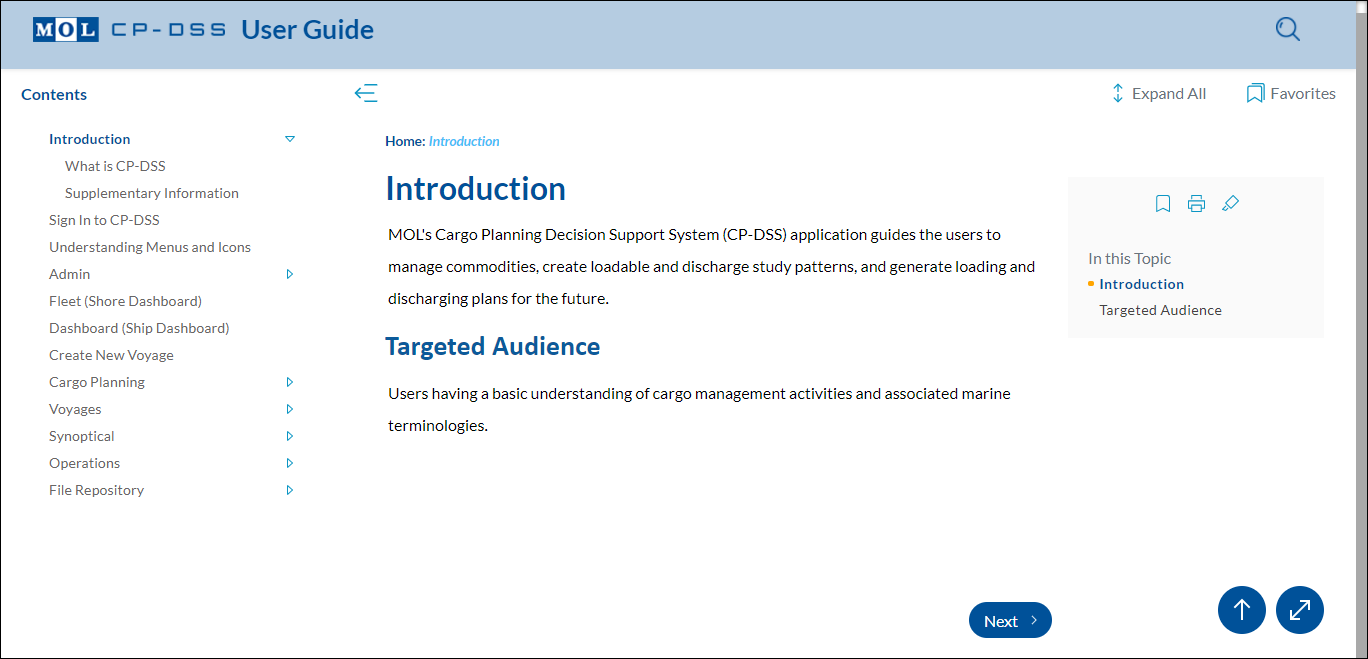 MOL CP-DSS User Guide
Contents
Expand All
Favorites
Introduction
What is CP-DSS
Supplementary Information
Sign In to CP-DSS
Understanding Menus and Icons
Admin
Fleet (Shore Dashboard)
Dashboard (Ship Dashboard)
Create New Voyage
Cargo Planning
Voyages
Synoptical
Operations
File Repository
Home: Introduction
Introduction
MOL's Cargo Planning Decision Support System (CP-DSS) application guides the users to
manage commodities, create loadable and discharge study patterns, and generate loading and
discharging plans for the future.
Targeted Audience
Users having a basic understanding of cargo management activities and associated marine
terminologies.
In this Topic
Introduction
Targeted Audience
Next